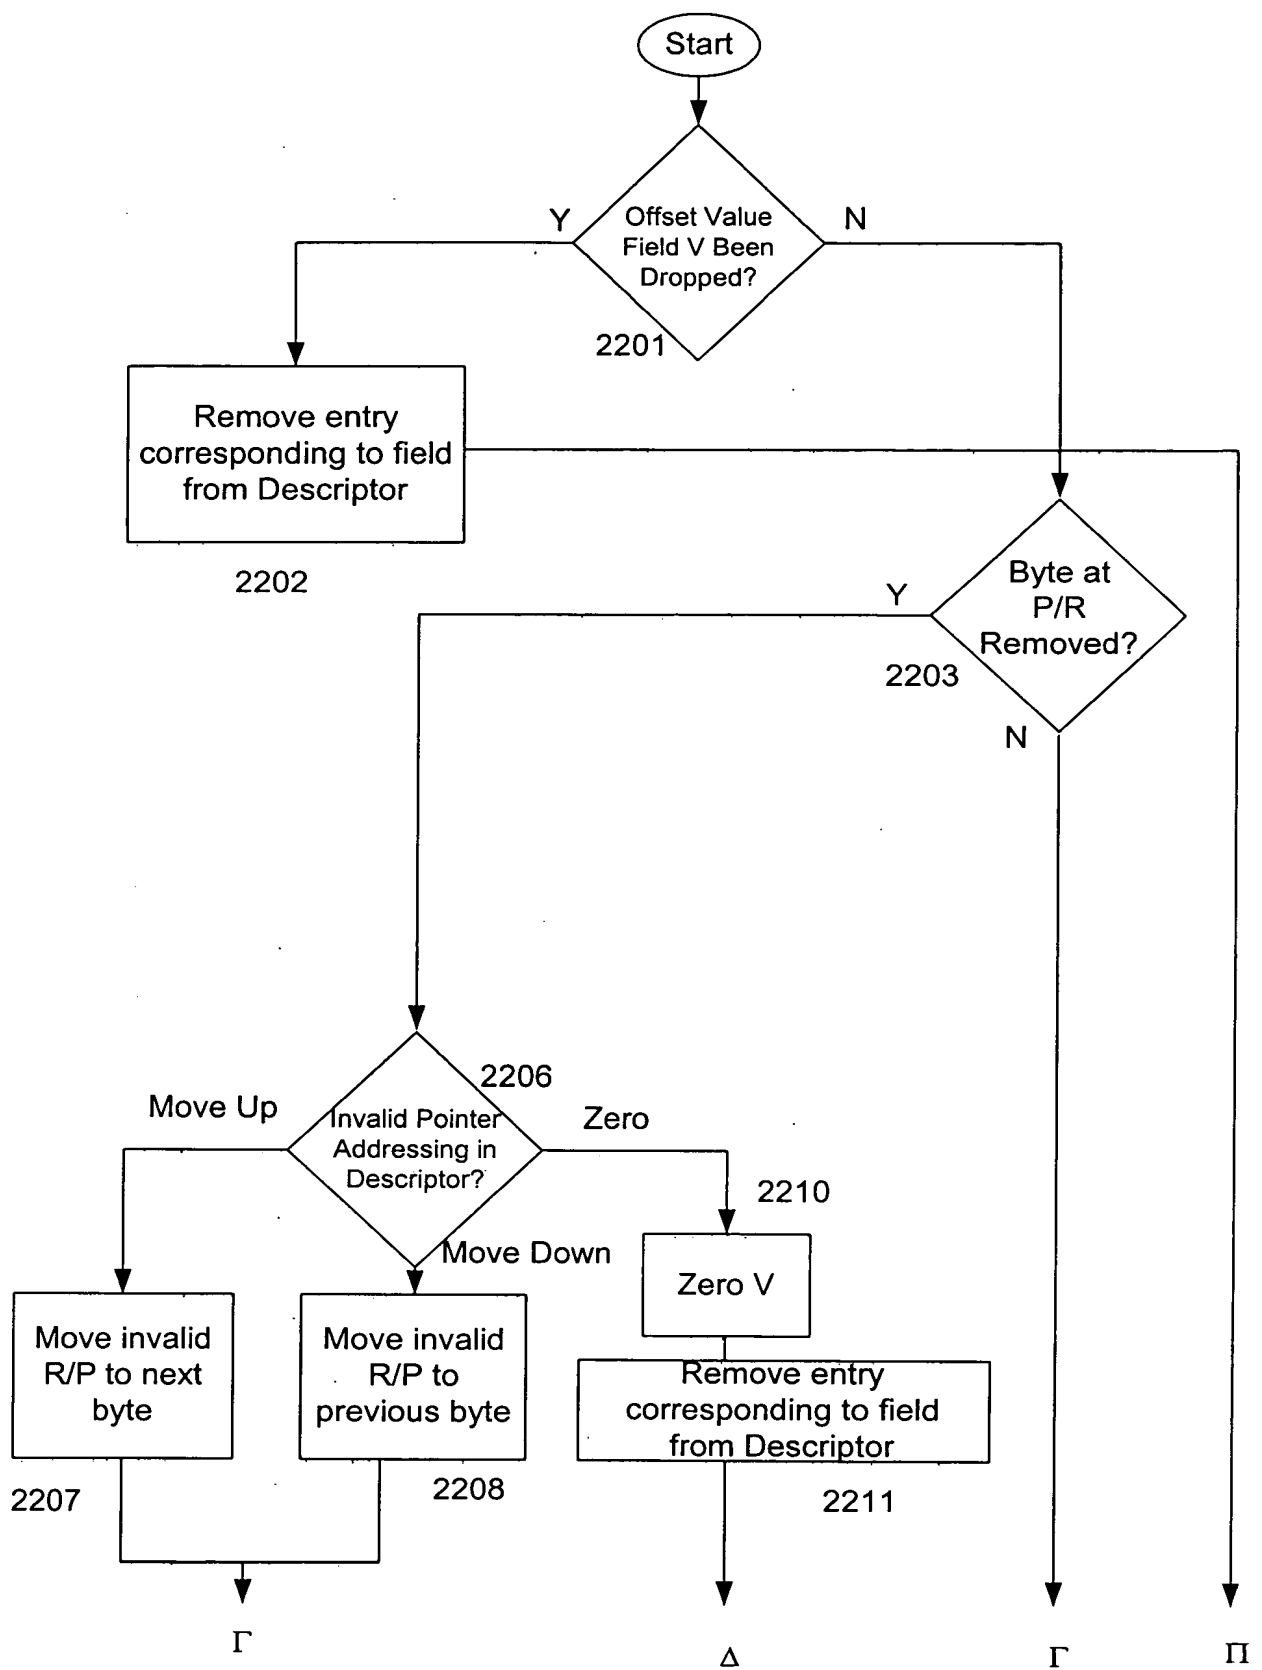 Start
Y
Offset Value
Field V Been
Dropped?
N
2201
Remove entry
corresponding to field
from Descriptor
2202
Byte at
P/R
Removed?
Y
2203
N
2206
Move Up
Invalid Pointer
Addressing in
Descriptor?
Zero
2210
Move Down
Zero V
Move invalid
R/P to next
byte
Move invalid
R/P to
previous byte
Remove entry
corresponding to field
from Descriptor
2207
2208
2211
Γ
Δ
Γ
Π